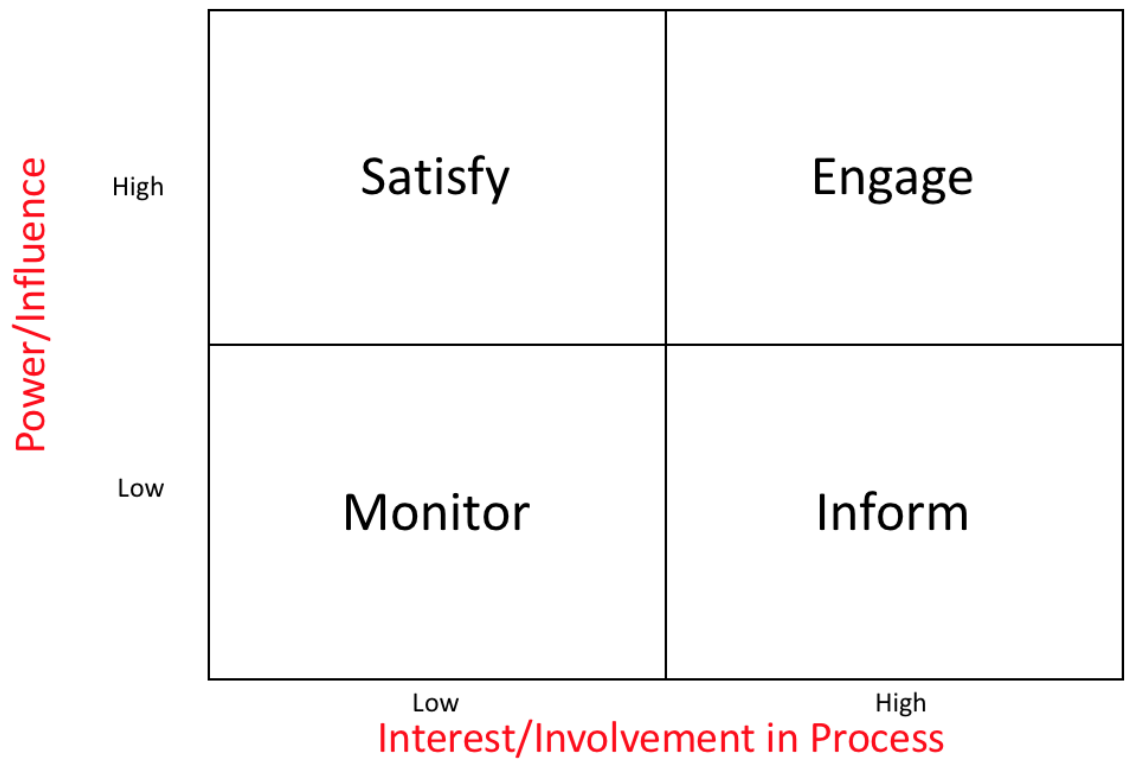 Power/Influence
High
Satisfy
Engage
Low
Monitor
Inform
Low
High
Interest/Involvement in Process